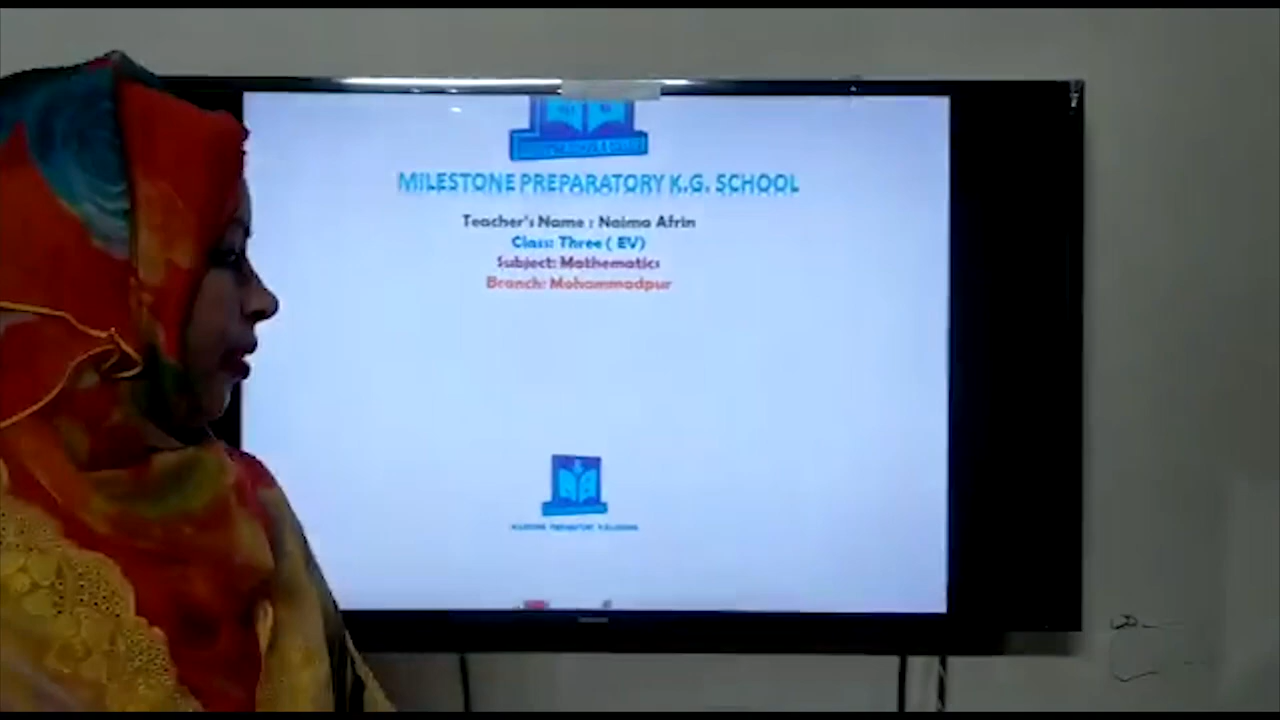 MILESTONE PREPARATORY K.G. SCHOOL
Teacher's Name : Naima Afrin
Class: Three ( EV)
Subject: Mathematics
Branch: Mohammadpur